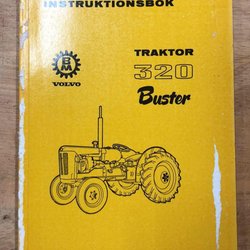 INSTRUKTIONSBOK
BM
VOLVO
TRAKTOR
320
Buster